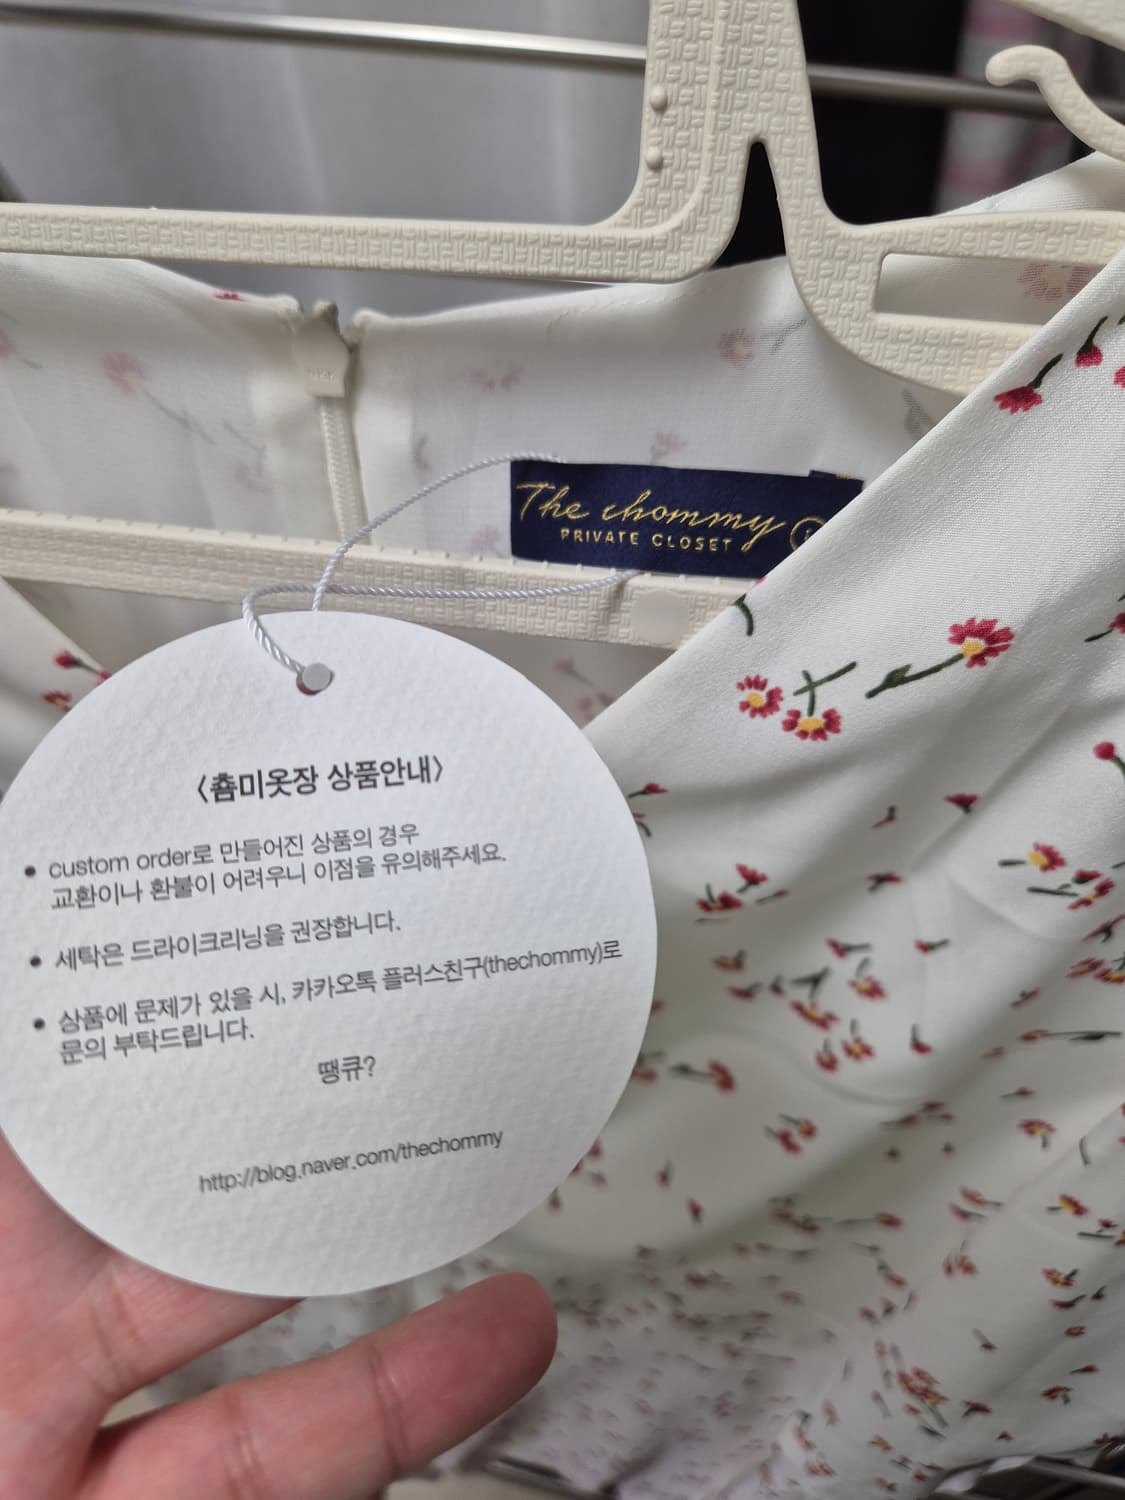 The chommy
PRIVATE CLOSET
<춈미옷장 상품안내>
• custom order로 만들어진 상품의 경우
교환이나 환불이 어려우니 이점을 유의해주세요.
• 세탁은 드라이크리닝을 권장합니다.
• 상품에 문제가 있을 시, 카카오톡 플러스친구(thechommy)로
문의 부탁드립니다.
땡큐?
http://blog.naver.com/thechommy